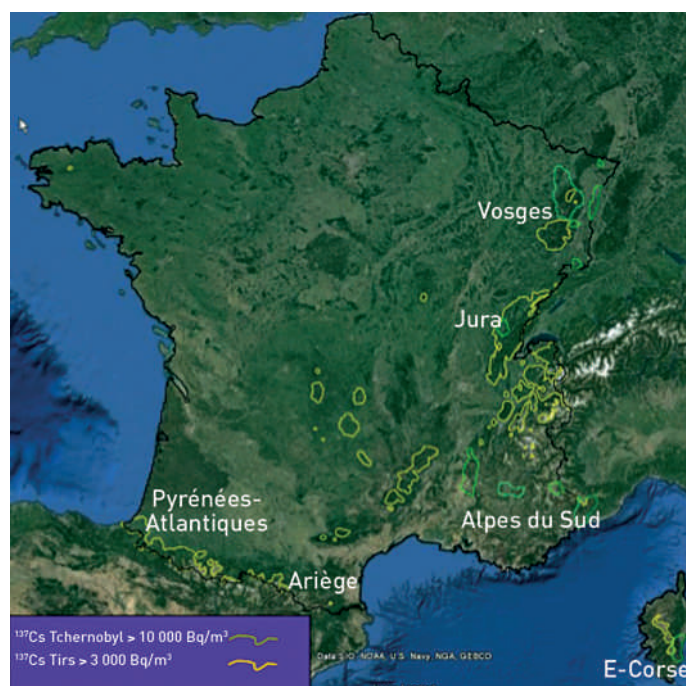 Vosges
Jura
Pyrénées-
Atlantiques
Alpes du Sud
Ariège
¹³⁷Cs Tchernobyl > 10 000 Bq/m³
¹³⁷Cs Tirs > 3 000 Bq/m³
Data SIO, NOAA, U.S. Navy, NGA, GEBCO
E-Corse